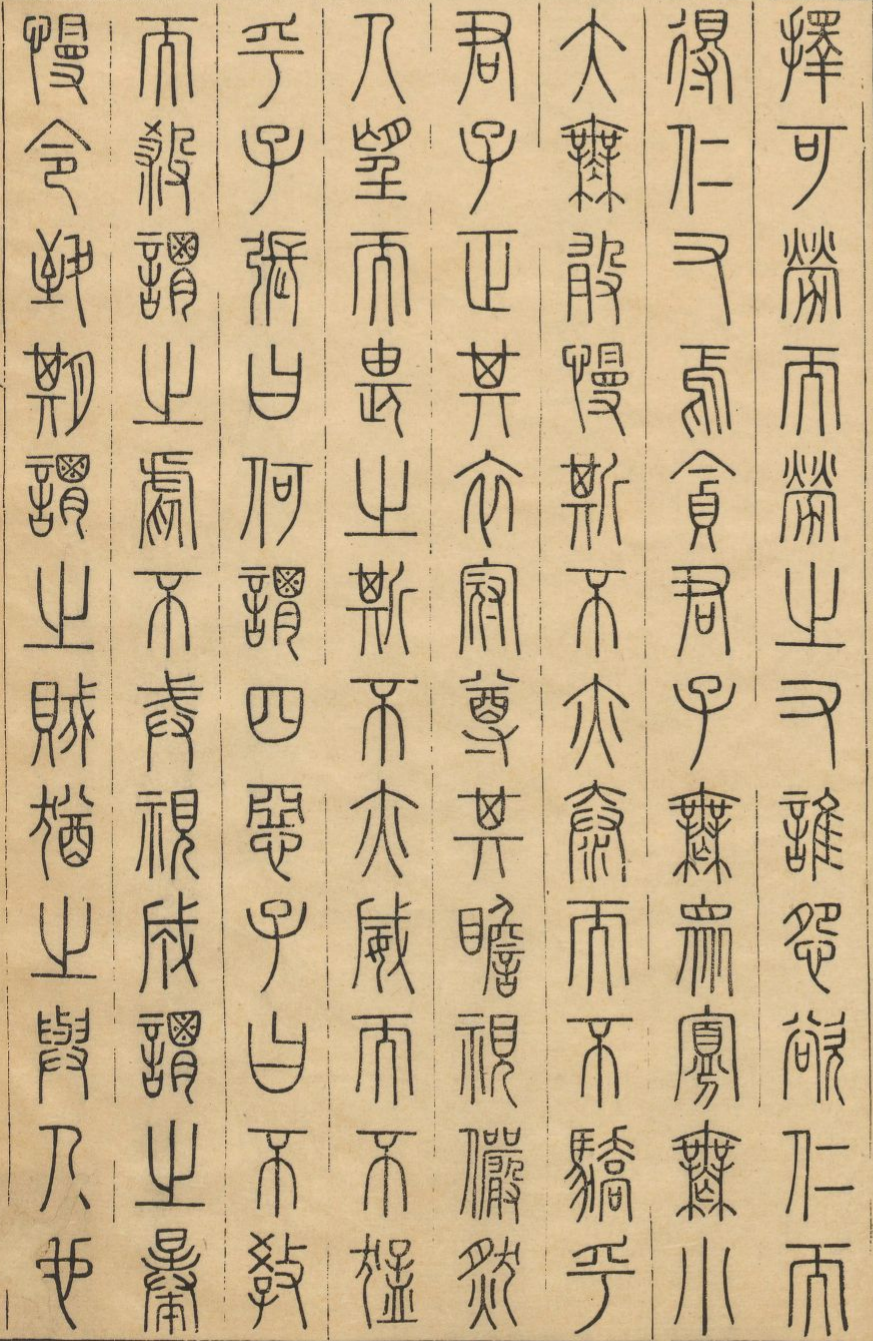 擇可勞而勞之又誰怨欲仁而
得仁又焉貪君子無眾寡無小
大無敢慢斯不亦泰而不驕乎
君子正其衣冠尊其瞻視儼然
人望而畏之斯不亦威而不猛
乎子張曰何謂四惡子曰不教
而殺謂之虐不戒視成謂之暴
慢令致期謂之賊猶之與人也